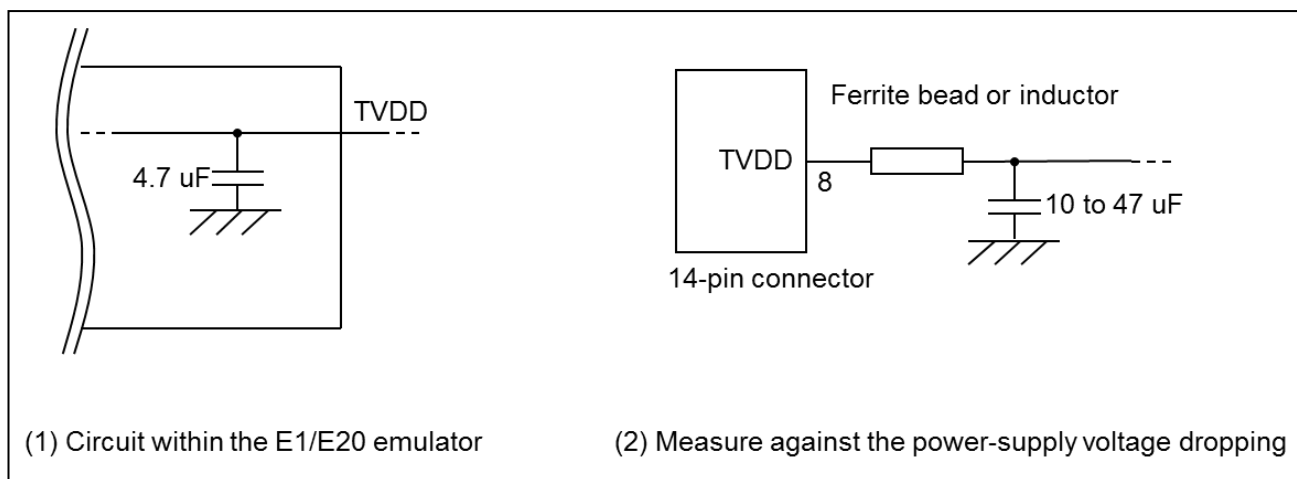 TVDD
4.7 uF
(1) Circuit within the E1/E20 emulator
Ferrite bead or inductor
TVDD
8
10 to 47 uF
14-pin connector
(2) Measure against the power-supply voltage dropping